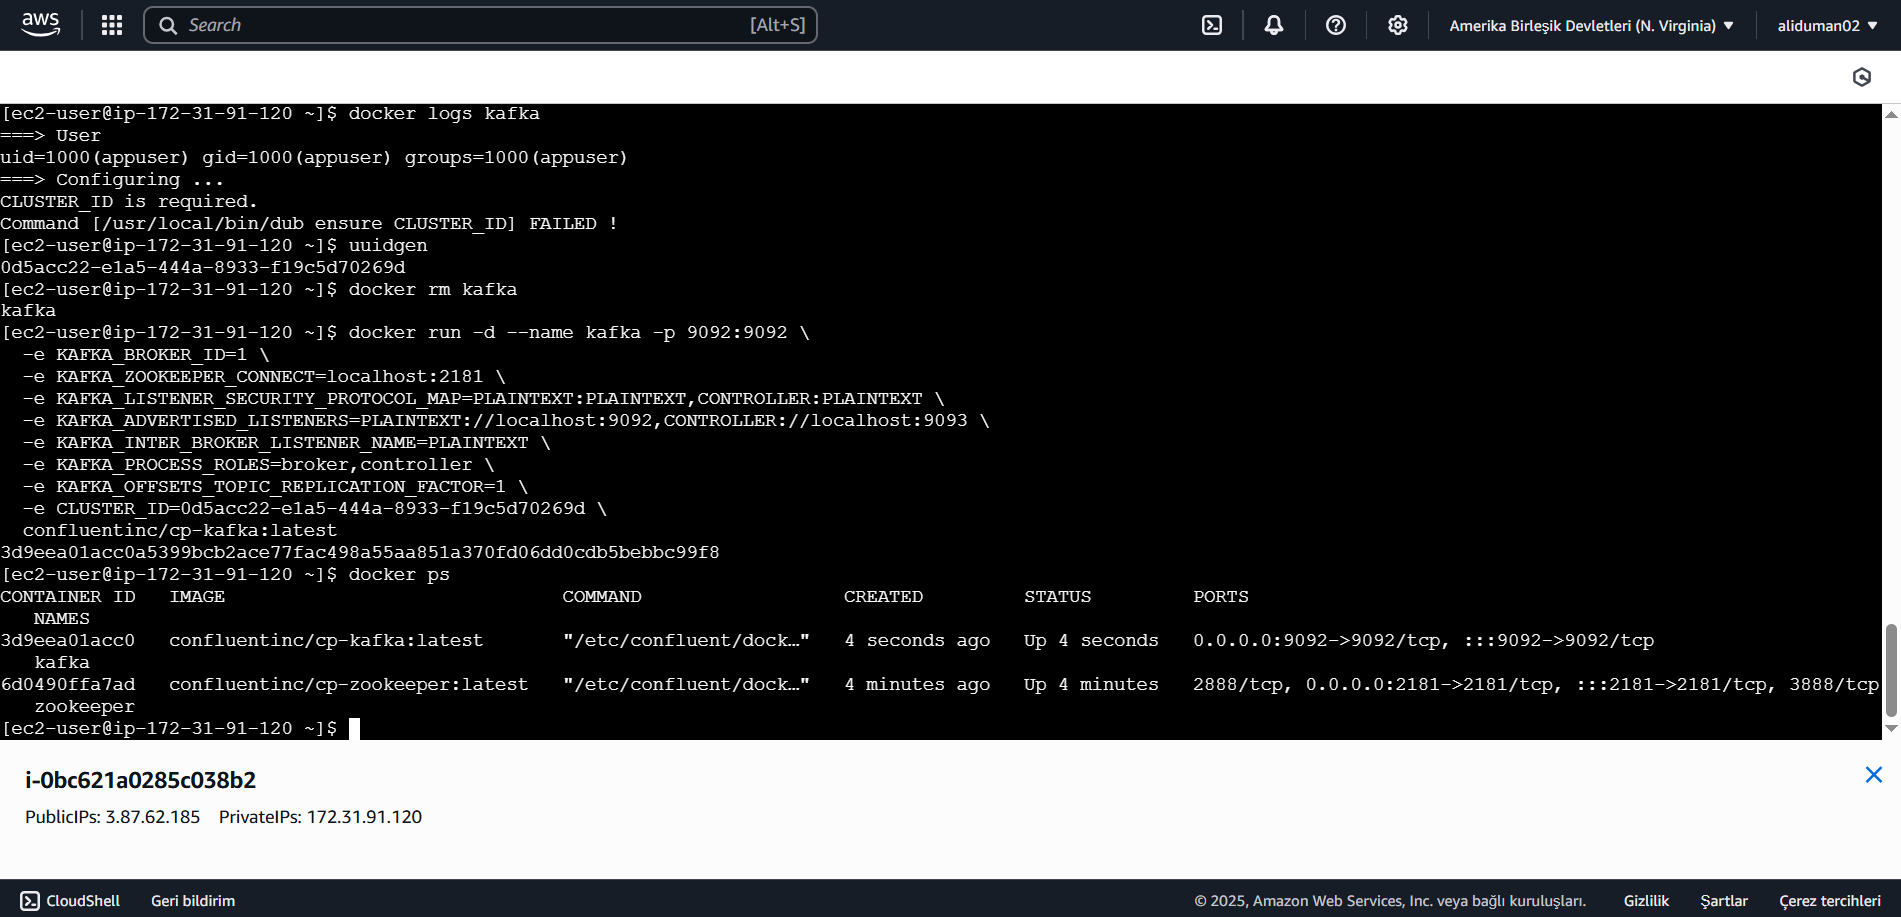 aws
Search [Alt+S]
Amerika Birleşik Devletleri (N. Virginia) ▼
aliduman02 ▼
[ec2-user@ip-172-31-91-120 ~]$ docker logs kafka
===> User
uid=1000(appuser) gid=1000(appuser) groups=1000(appuser)
===> Configuring ...
CLUSTER_ID is required.
Command [/usr/local/bin/dub ensure CLUSTER_ID] FAILED !
[ec2-user@ip-172-31-91-120 ~]$ uuidgen
0d5acc22-e1a5-444a-8933-f19c5d70269d
[ec2-user@ip-172-31-91-120 ~]$ docker rm kafka
kafka
[ec2-user@ip-172-31-91-120 ~]$ docker run -d --name kafka -p 9092:9092 \
  -e KAFKA_BROKER_ID=1 \
  -e KAFKA_ZOOKEEPER_CONNECT=localhost:2181 \
  -e KAFKA_LISTENER_SECURITY_PROTOCOL_MAP=PLAINTEXT:PLAINTEXT,CONTROLLER:PLAINTEXT \
  -e KAFKA_ADVERTISED_LISTENERS=PLAINTEXT://localhost:9092,CONTROLLER://localhost:9093 \
  -e KAFKA_INTER_BROKER_LISTENER_NAME=PLAINTEXT \
  -e KAFKA_PROCESS_ROLES=broker,controller \
  -e KAFKA_OFFSETS_TOPIC_REPLICATION_FACTOR=1 \
  -e CLUSTER_ID=0d5acc22-e1a5-444a-8933-f19c5d70269d \
  confluentinc/cp-kafka:latest
3d9eea01acc0a5399bcb2ace77fac498a55aa851a370fd06dd0cdb5bebbc99f8
[ec2-user@ip-172-31-91-120 ~]$ docker ps
CONTAINER ID   IMAGE                              COMMAND                  CREATED         STATUS         PORTS
   NAMES
3d9eea01acc0   confluentinc/cp-kafka:latest       "/etc/confluent/dock…"   4 seconds ago   Up 4 seconds   0.0.0.0:9092->9092/tcp, :::9092->9092/tcp
   kafka
6d0490ffa7ad   confluentinc/cp-zookeeper:latest   "/etc/confluent/dock…"   4 minutes ago   Up 4 minutes   2888/tcp, 0.0.0.0:2181->2181/tcp, :::2181->2181/tcp, 3888/tcp
   zookeeper
[ec2-user@ip-172-31-91-120 ~]$
i-0bc621a0285c038b2
PublicIPs: 3.87.62.185 PrivateIPs: 172.31.91.120
CloudShell Geri bildirim © 2025, Amazon Web Services, Inc. veya bağlı kuruluşları. Gizlilik Şartlar Çerez tercihleri